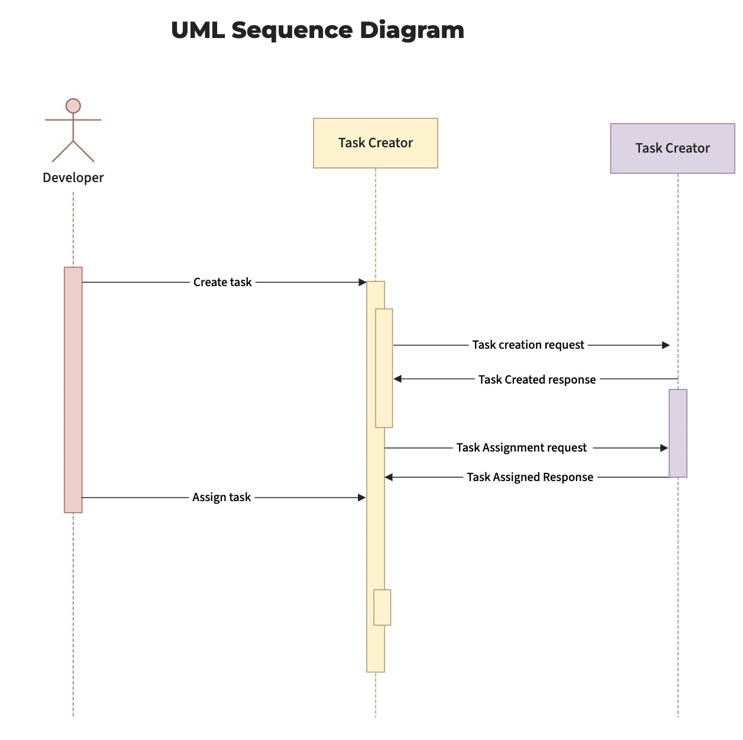 UML Sequence Diagram
Task Creator
Task Creator
Developer
Create task
Task creation request
Task Created response
Task Assignment request
Task Assigned Response
Assign task